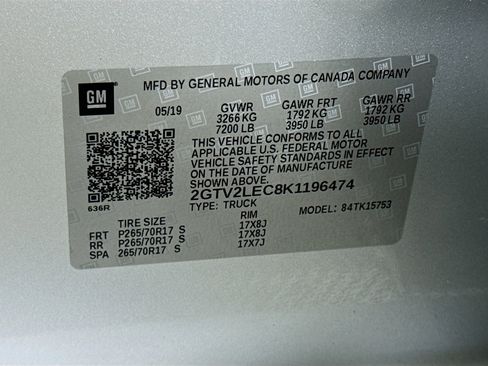 GM
MFD BY GENERAL MOTORS OF CANADA COMPANY
05/19 GVWR GAWR FRT GAWR RR
3266 KG 1792 KG 1792 KG
7200 LB 3950 LB 3950 LB
THIS VEHICLE CONFORMS TO ALL
APPLICABLE U.S. FEDERAL MOTOR
VEHICLE SAFETY STANDARDS IN EFFECT
ON THE DATE OF MANUFACTURE
SHOWN ABOVE.
2GTV2LEC8K1196474
636R TYPE: TRUCK MODEL: 84TK15753
TIRE SIZE RIM
FRT P265/70R17 S 17X8J
RR P265/70R17 S 17X8J
SPA 265/70R17 S 17X7J